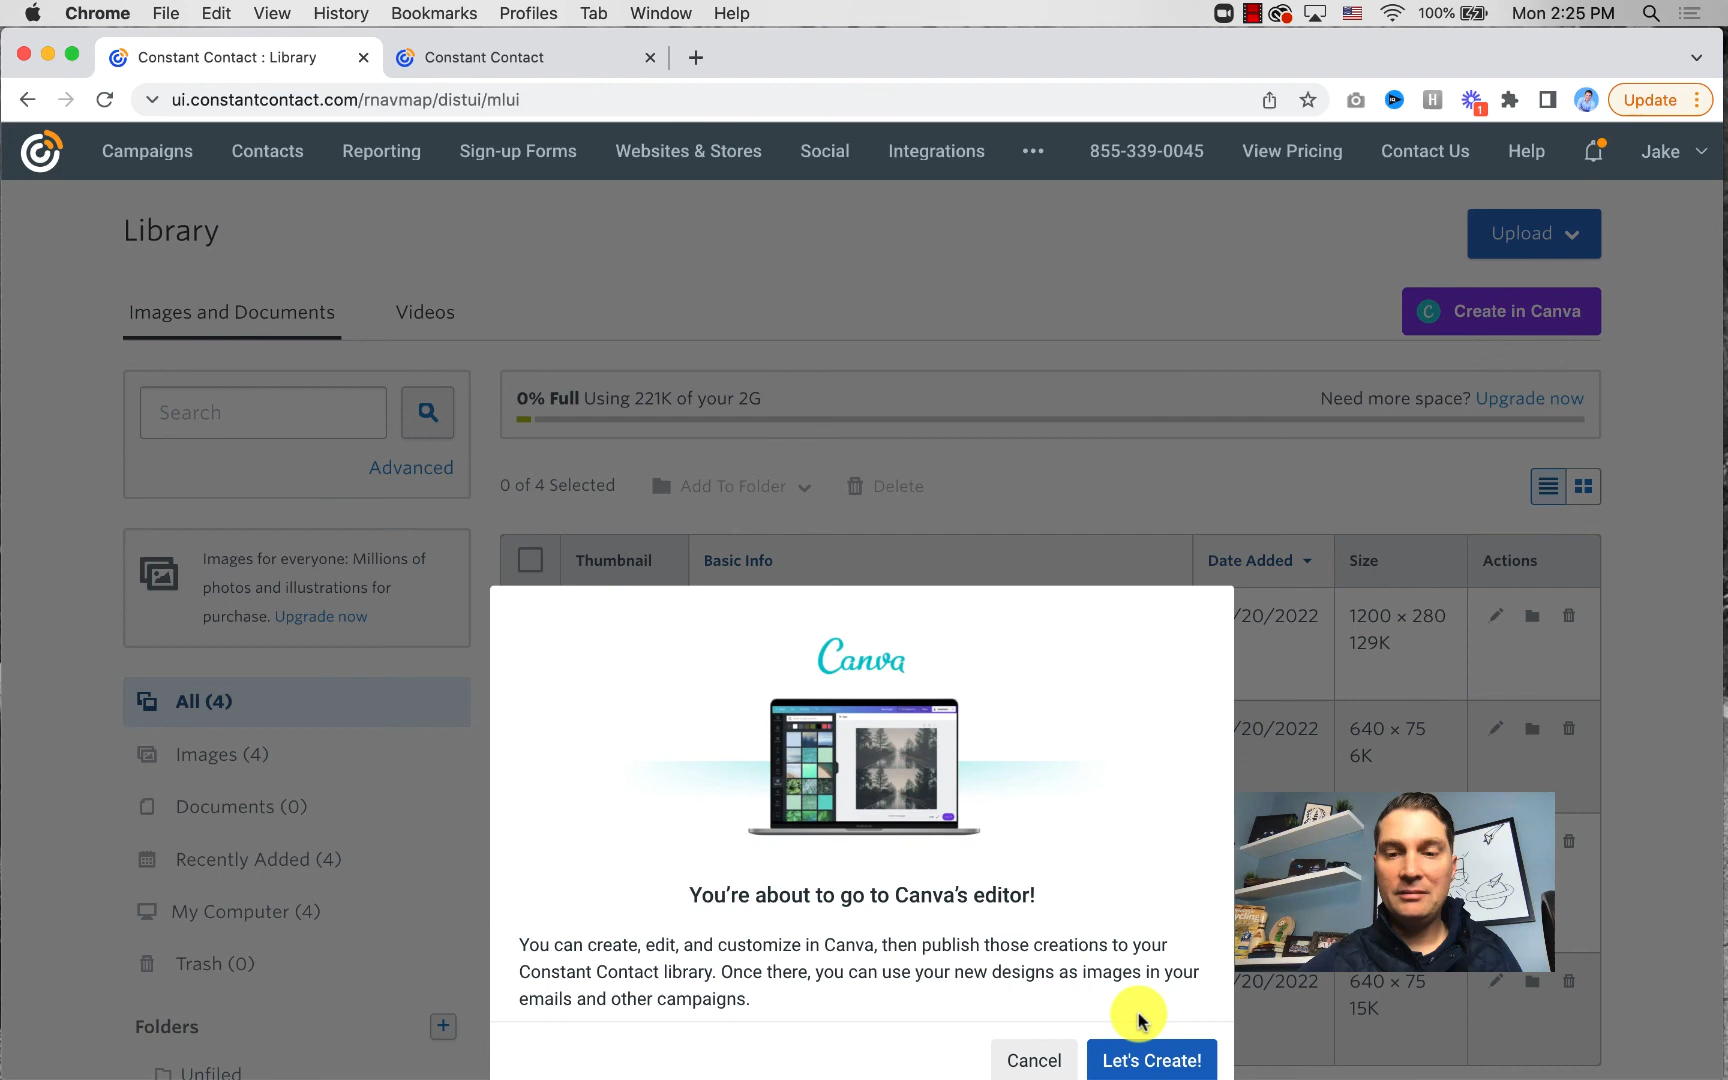 Chrome File Edit View History Bookmarks Profiles Tab Window Help 100% Mon 2:25 PM
Constant Contact : Library Constant Contact
ui.constantcontact.com/rnavmap/distui/mlui H 1 Update
Campaigns Contacts Reporting Sign-up Forms Websites & Stores Social Integrations ••• 855-339-0045 View Pricing Contact Us Help Jake
Library
Upload
Images and Documents Videos
C Create in Canva
Search
Advanced
0% Full Using 221K of your 2G
Need more space? Upgrade now
0 of 4 Selected Add To Folder Delete
Images for everyone: Millions of
photos and illustrations for
purchase. Upgrade now
Thumbnail Basic Info Date Added Size Actions
/20/2022 1200 × 280
129K
/20/2022 640 × 75
6K
/20/2022 640 × 75
15K
All (4)
Images (4)
Documents (0)
Recently Added (4)
My Computer (4)
Trash (0)
Folders
Unfiled
Canva
You're about to go to Canva's editor!
You can create, edit, and customize in Canva, then publish those creations to your
Constant Contact library. Once there, you can use your new designs as images in your
emails and other campaigns.
Cancel Let's Create!